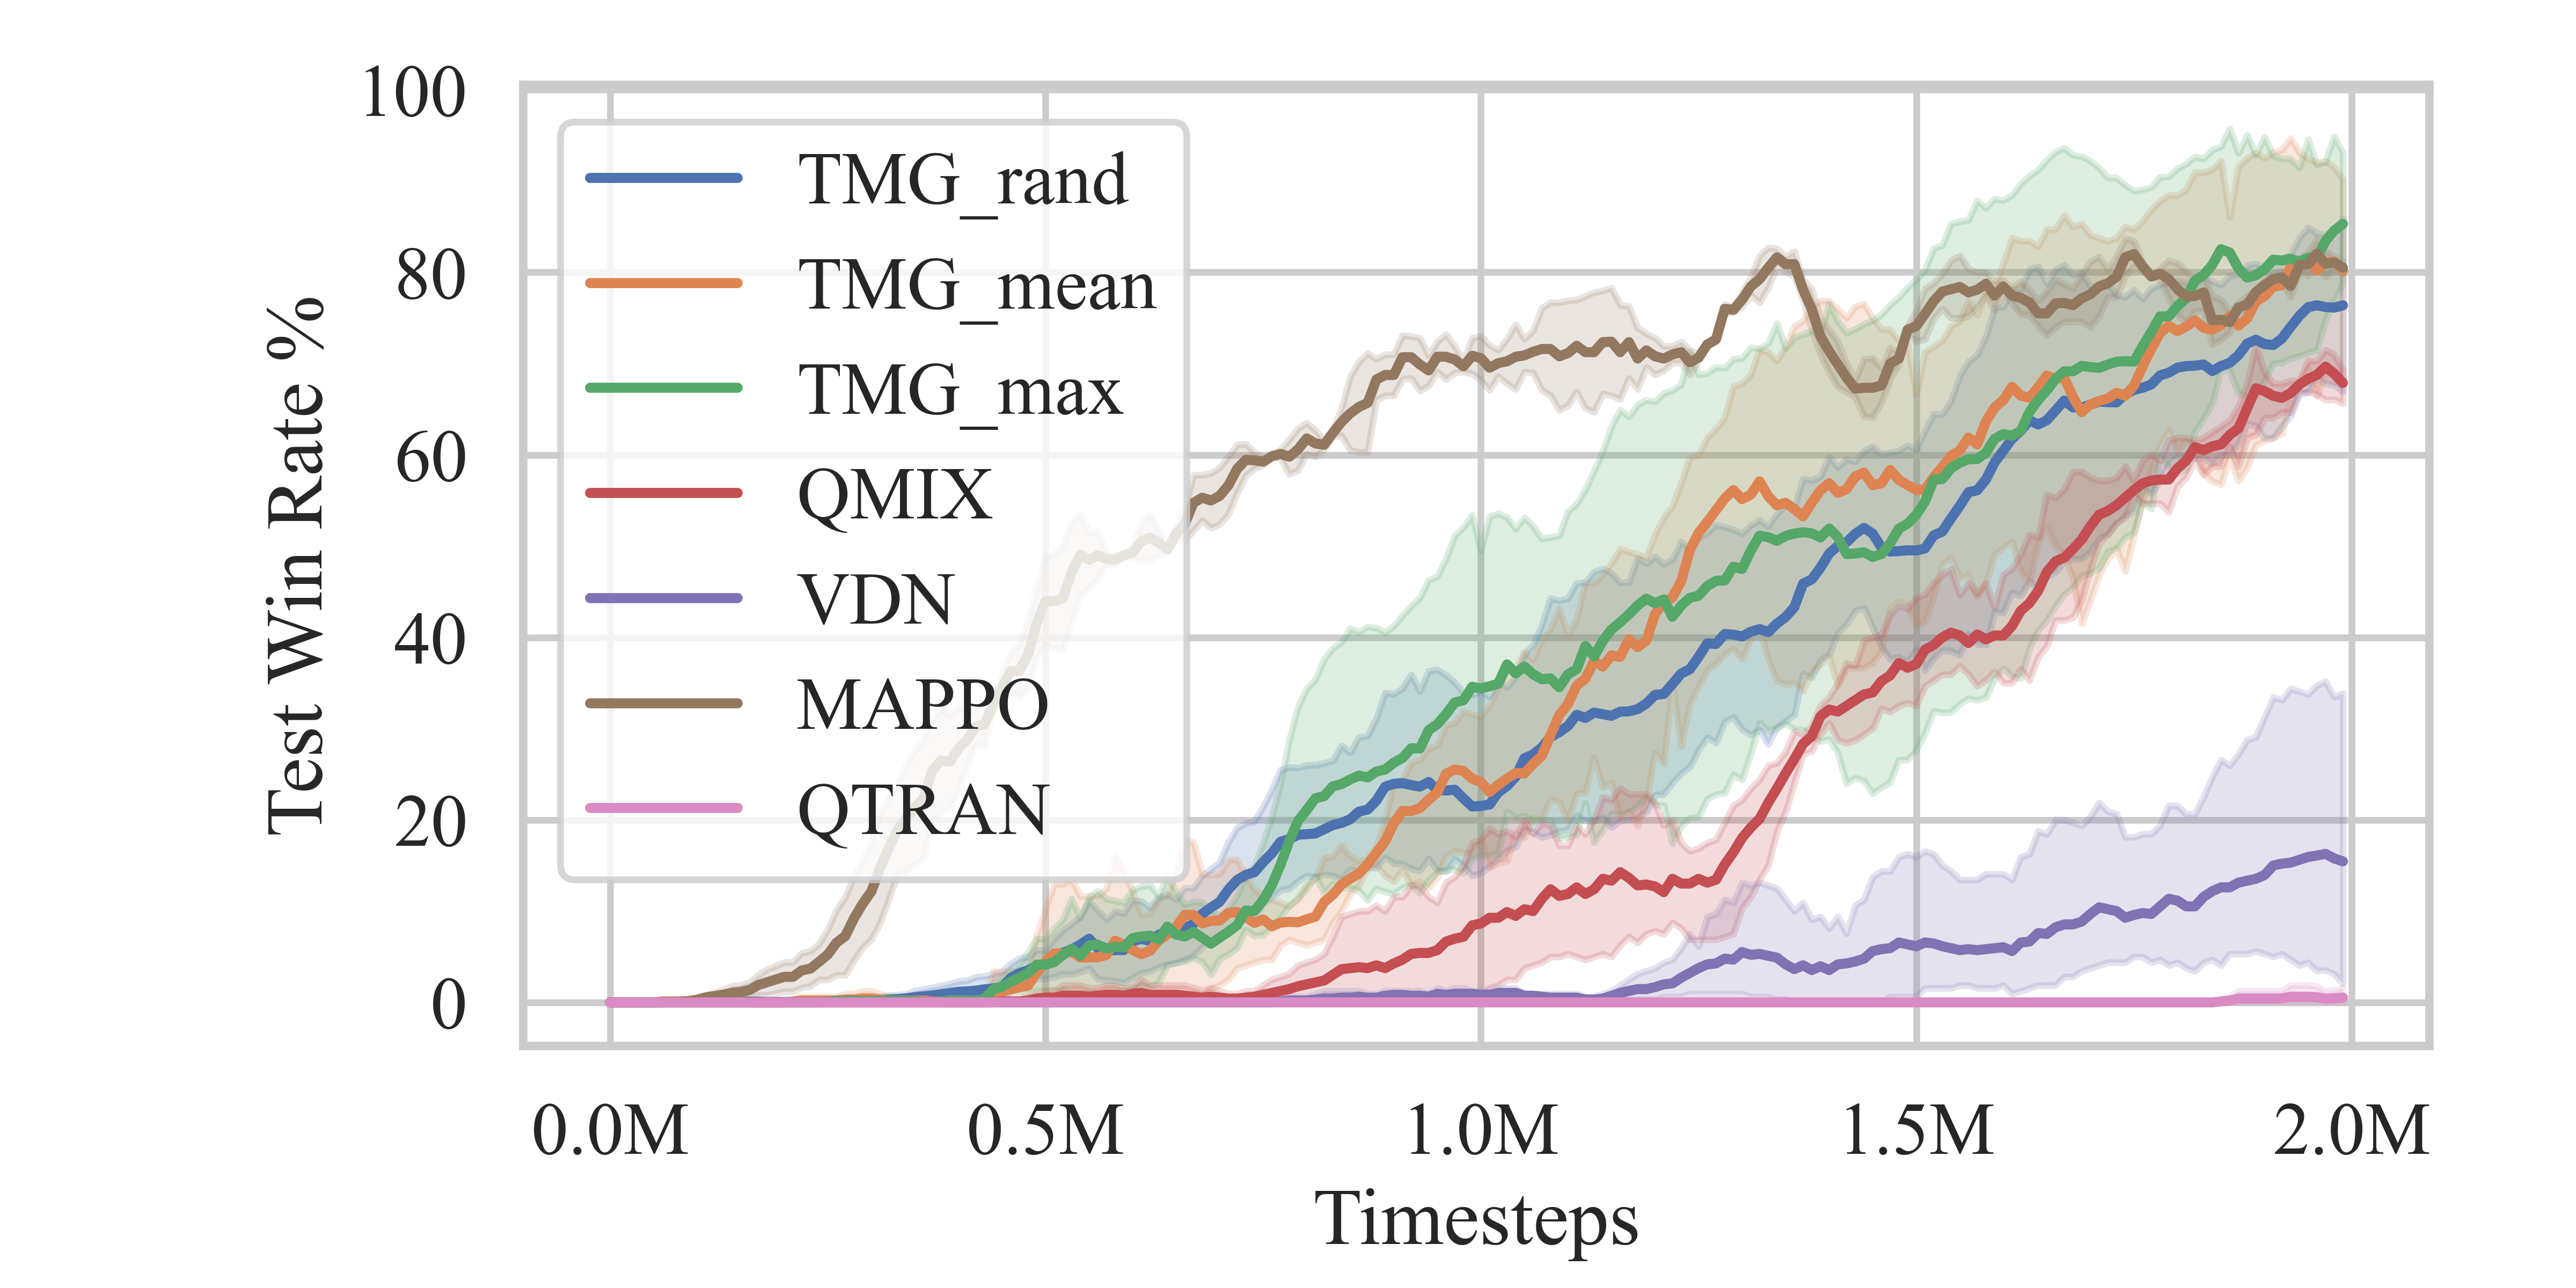 100
80
60
40
20
0
Test Win Rate %
TMG_rand
TMG_mean
TMG_max
QMIX
VDN
MAPPO
QTRAN
0.0M 0.5M 1.0M 1.5M 2.0M
Timesteps